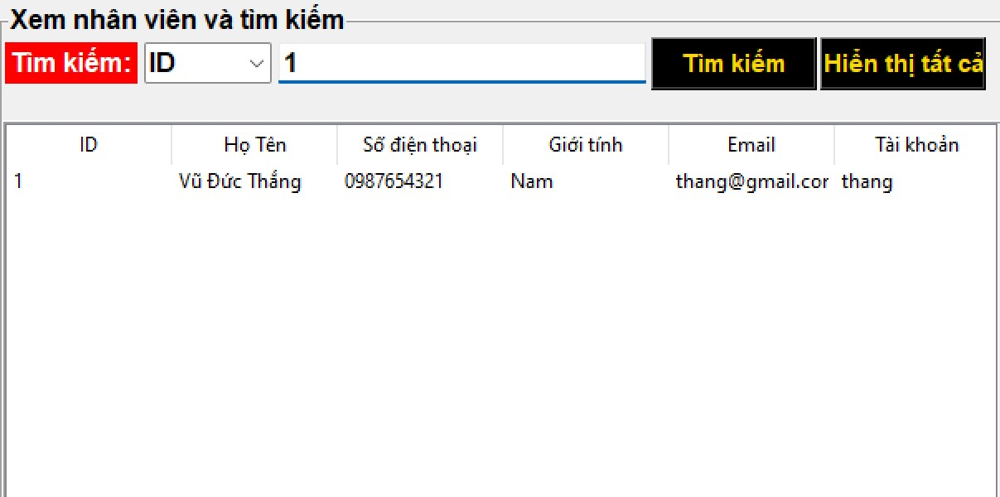 Xem nhân viên và tìm kiếm
Tìm kiếm: ID 1 Tìm kiếm Hiển thị tất cả
ID Họ Tên Số điện thoại Giới tính Email Tài khoản
1 Vũ Đức Thắng 0987654321 Nam thang@gmail.cor thang